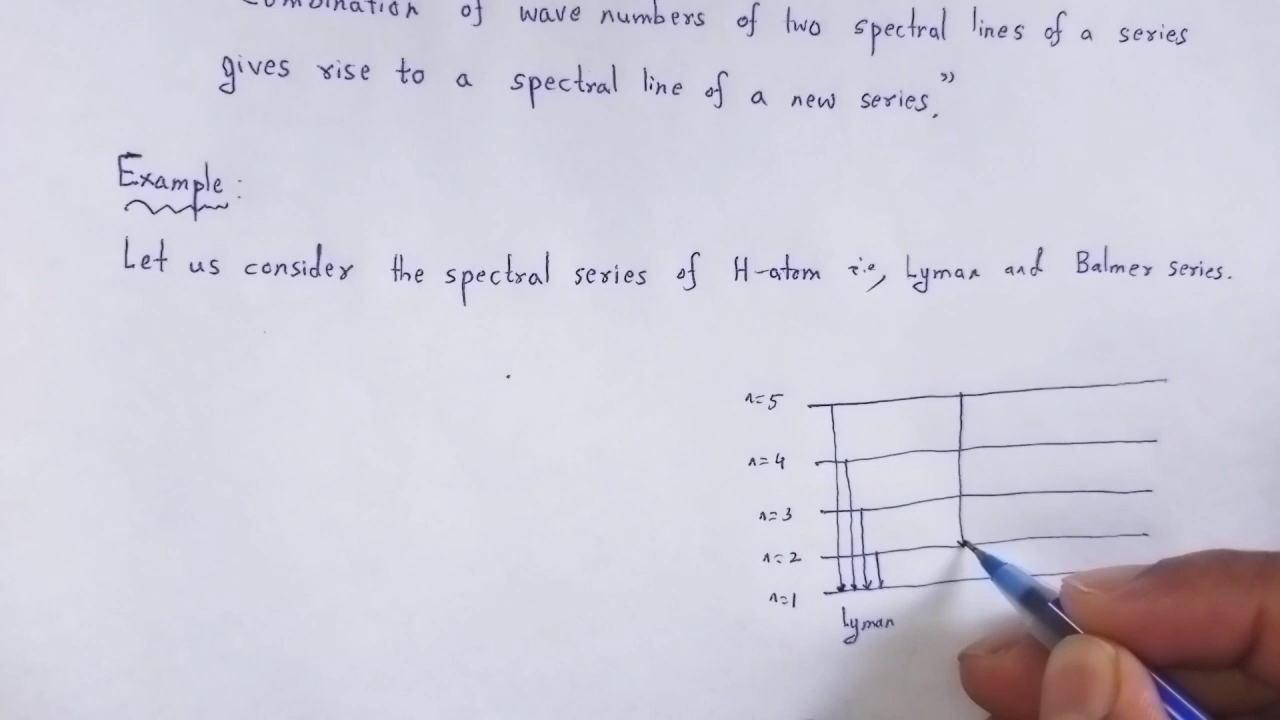 Combination of wave numbers of two spectral lines of a series
gives rise to a spectral line of a new series.”
Example:
Let us consider the spectral series of H-atom i.e, Lyman and Balmer series.
n=5
n=4
n=3
n=2
n=1
Lyman